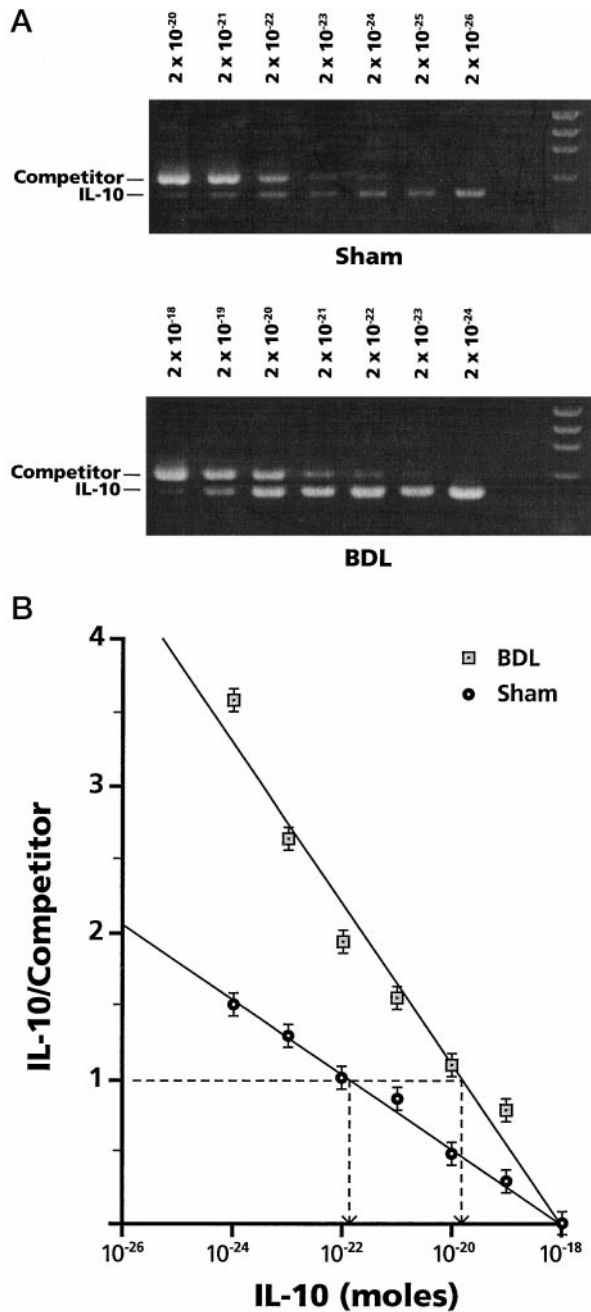 A
2 x 10⁻²⁰ 2 x 10⁻²¹ 2 x 10⁻²² 2 x 10⁻²³ 2 x 10⁻²⁴ 2 x 10⁻²⁵ 2 x 10⁻²⁶
Competitor
IL-10
Sham
2 x 10⁻¹⁸ 2 x 10⁻¹⁹ 2 x 10⁻²⁰ 2 x 10⁻²¹ 2 x 10⁻²² 2 x 10⁻²³ 2 x 10⁻²⁴
Competitor
IL-10
BDL
B
4
BDL
Sham
3
IL-10/Competitor
2
1
10⁻²⁶ 10⁻²⁴ 10⁻²² 10⁻²⁰ 10⁻¹⁸
IL-10 (moles)